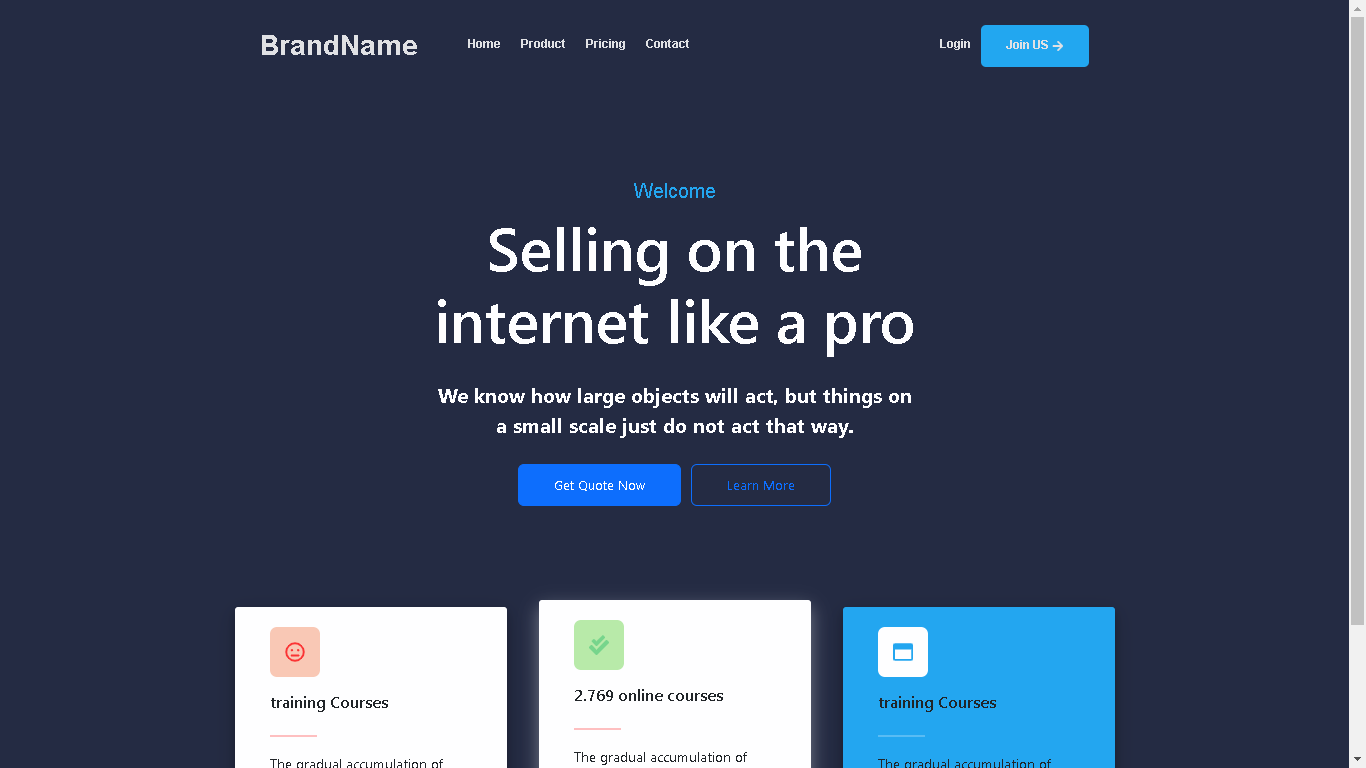 BrandName
Home
Product
Pricing
Contact
Login
Join US
Welcome
Selling on the
internet like a pro
We know how large objects will act, but things on
a small scale just do not act that way.
Get Quote Now
Learn More
training Courses
The gradual accumulation of
2.769 online courses
The gradual accumulation of
training Courses
The gradual accumulation of